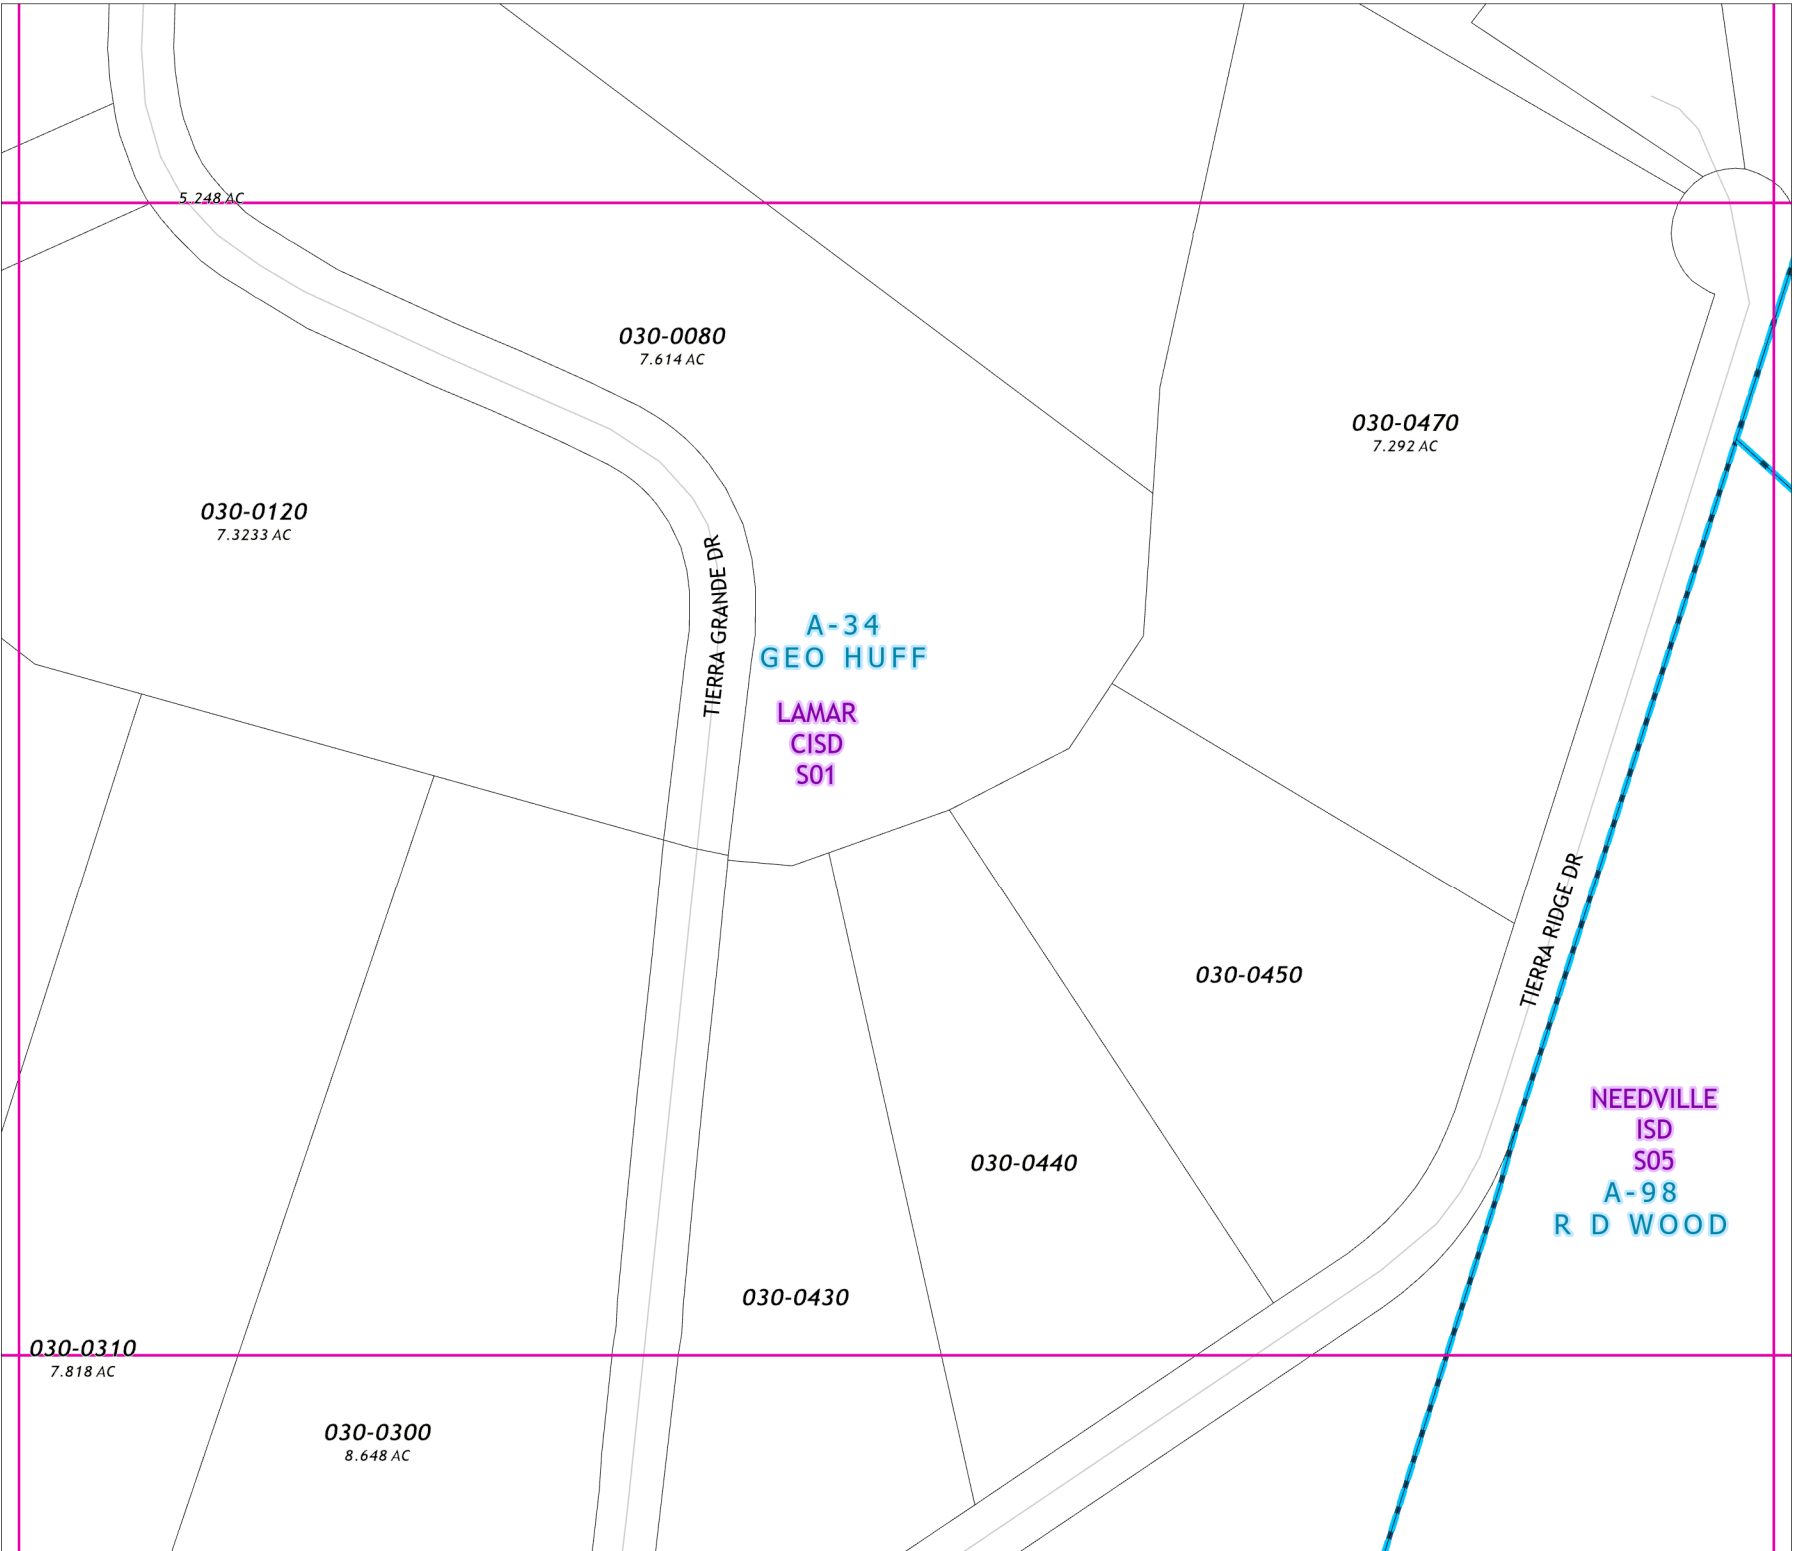 5.248 AC
030-0080
7.614 AC
030-0470
7.292 AC
030-0120
7.3233 AC
TIERRA GRANDE DR
A-34
GEO HUFF
LAMAR
CISD
S01
TIERRA RIDGE DR
030-0450
NEEDVILLE
ISD
S05
A-98
R D WOOD
030-0440
030-0430
030-0310
7.818 AC
030-0300
8.648 AC